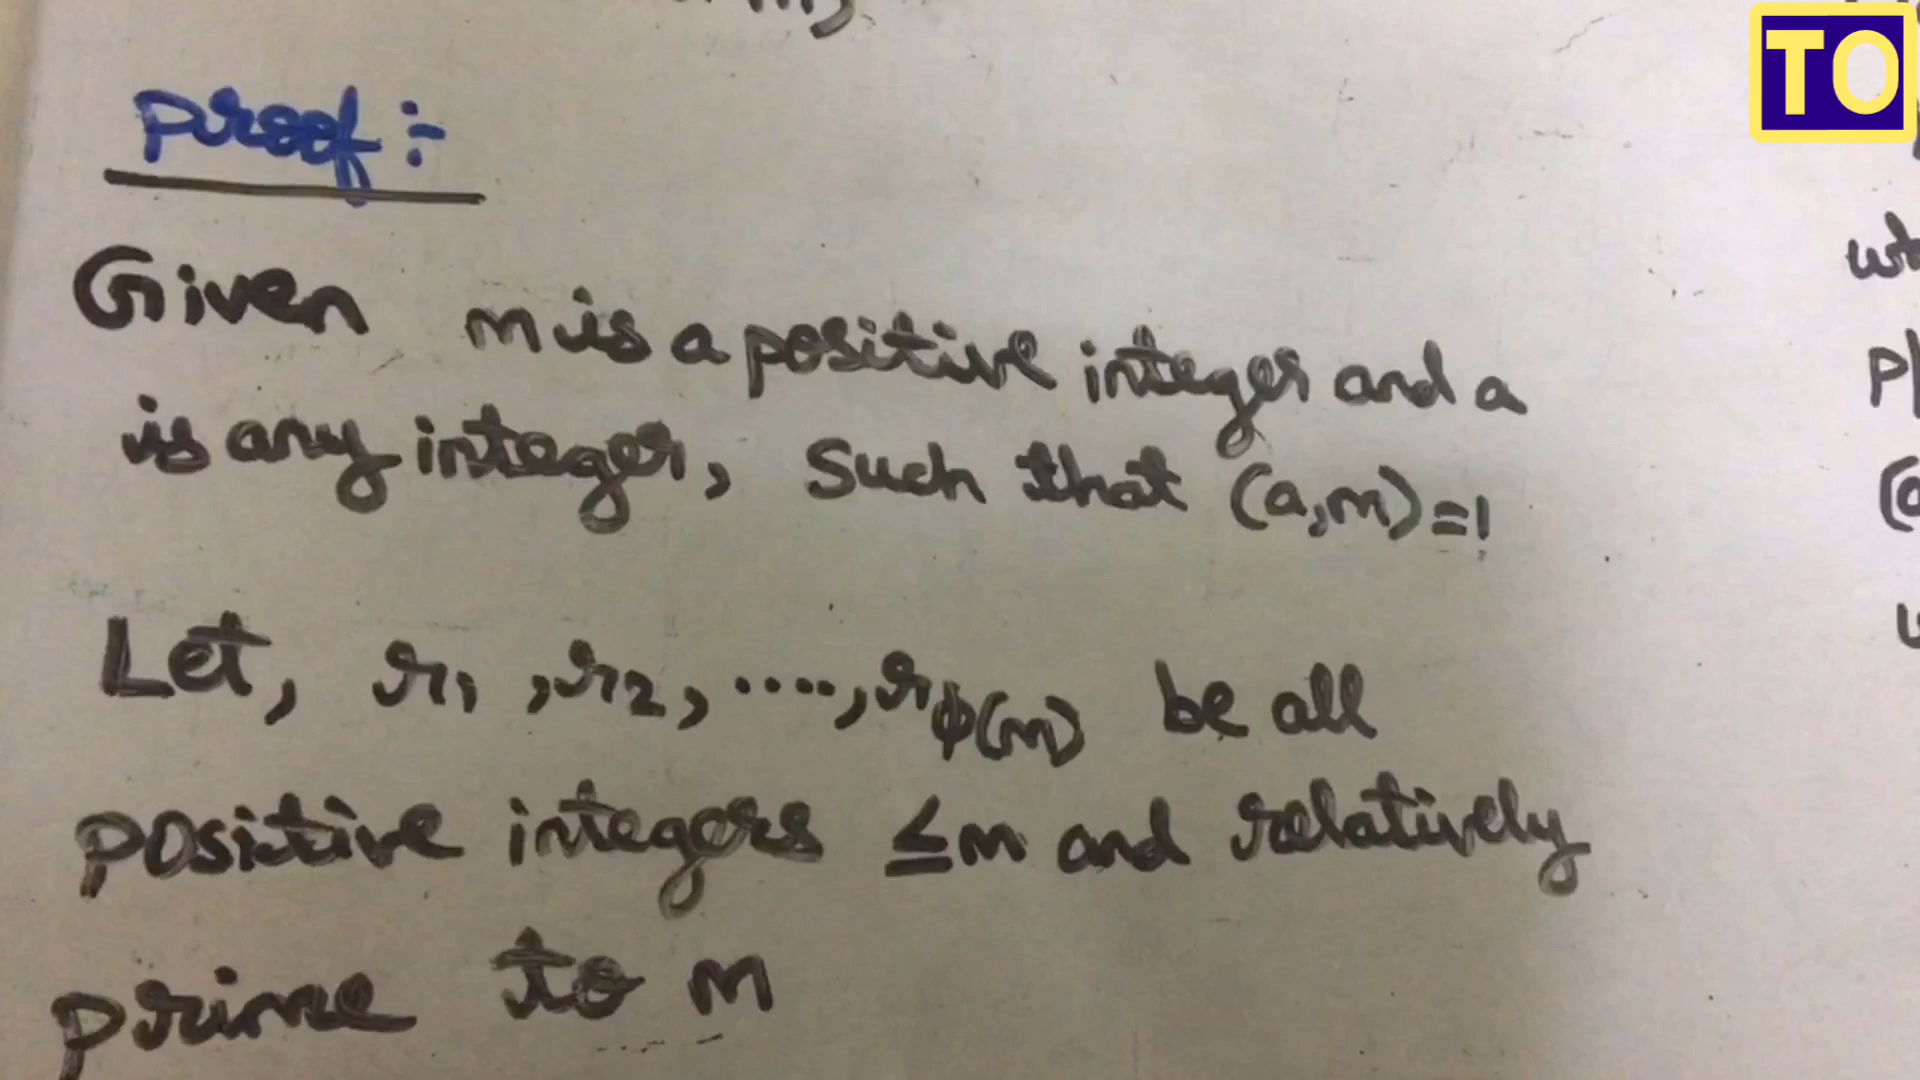 TO
Proof:-
Given m is a positive integer and a
is any integer, Such that (a,m)=1
Let, r₁, r₂, ...., rφ(m) be all
positive integers ≤m and relatively
prime to m